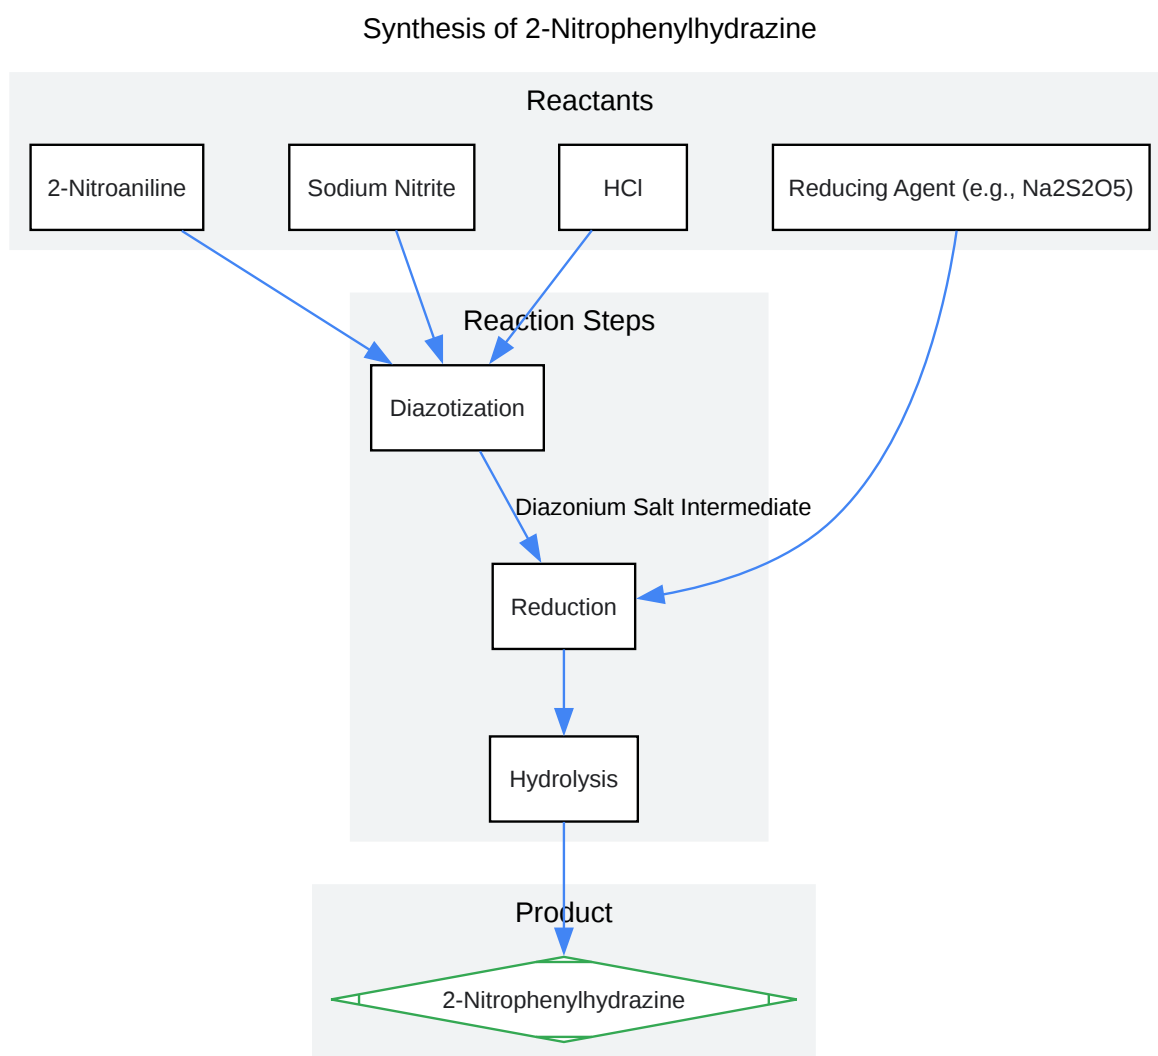 Synthesis of 2-Nitrophenylhydrazine
Reactants
2-Nitroaniline
Sodium Nitrite
HCl
Reducing Agent (e.g., Na2S2O5)
Reaction Steps
Diazotization
Diazonium Salt Intermediate
Reduction
Hydrolysis
Product
2-Nitrophenylhydrazine